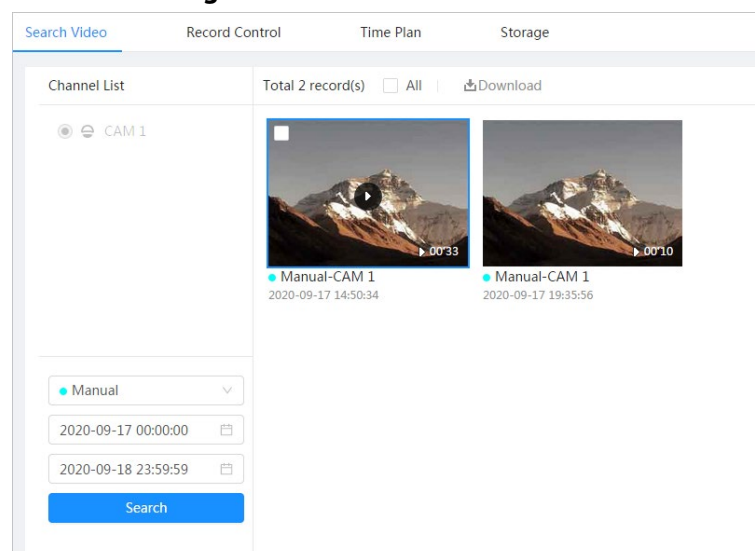 Search Video Record Control Time Plan Storage
Channel List
Total 2 record(s) All Download
CAM 1
00'33
00'10
Manual-CAM 1
2020-09-17 14:50:34
Manual-CAM 1
2020-09-17 19:35:56
Manual
2020-09-17 00:00:00
2020-09-18 23:59:59
Search